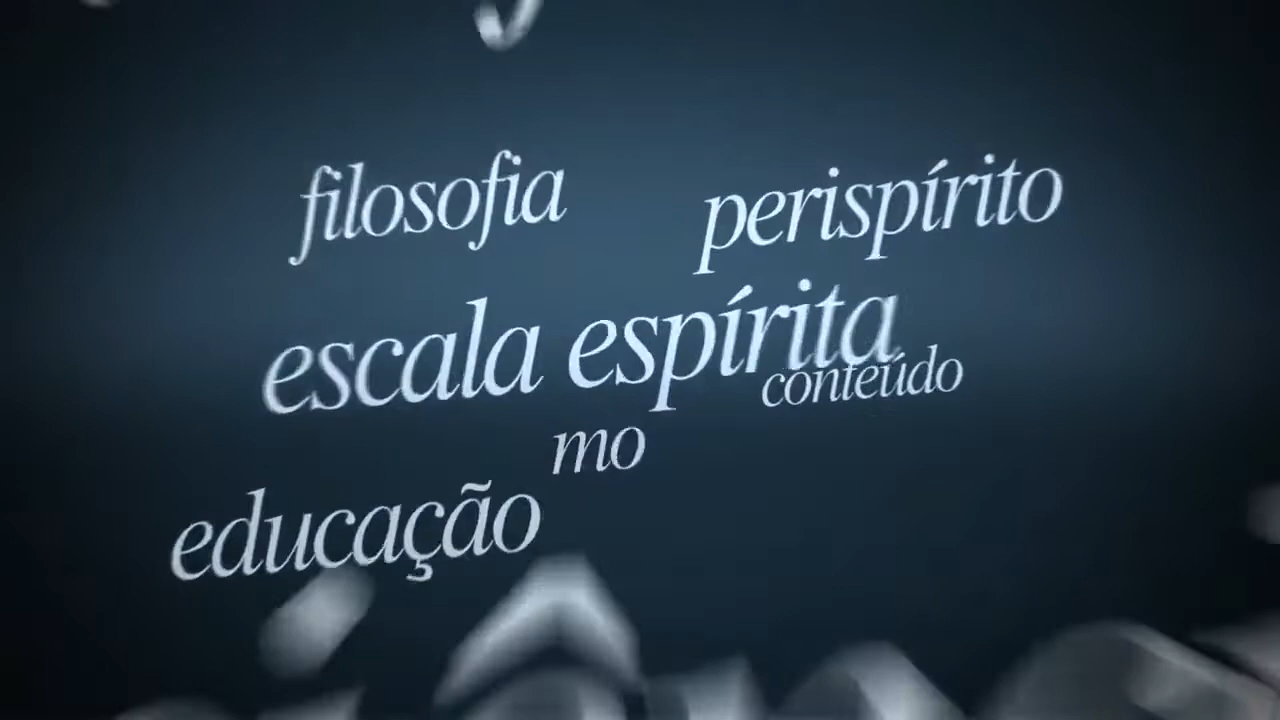 filosofia
perispírito
escala espírita
conteúdo
mo
educação